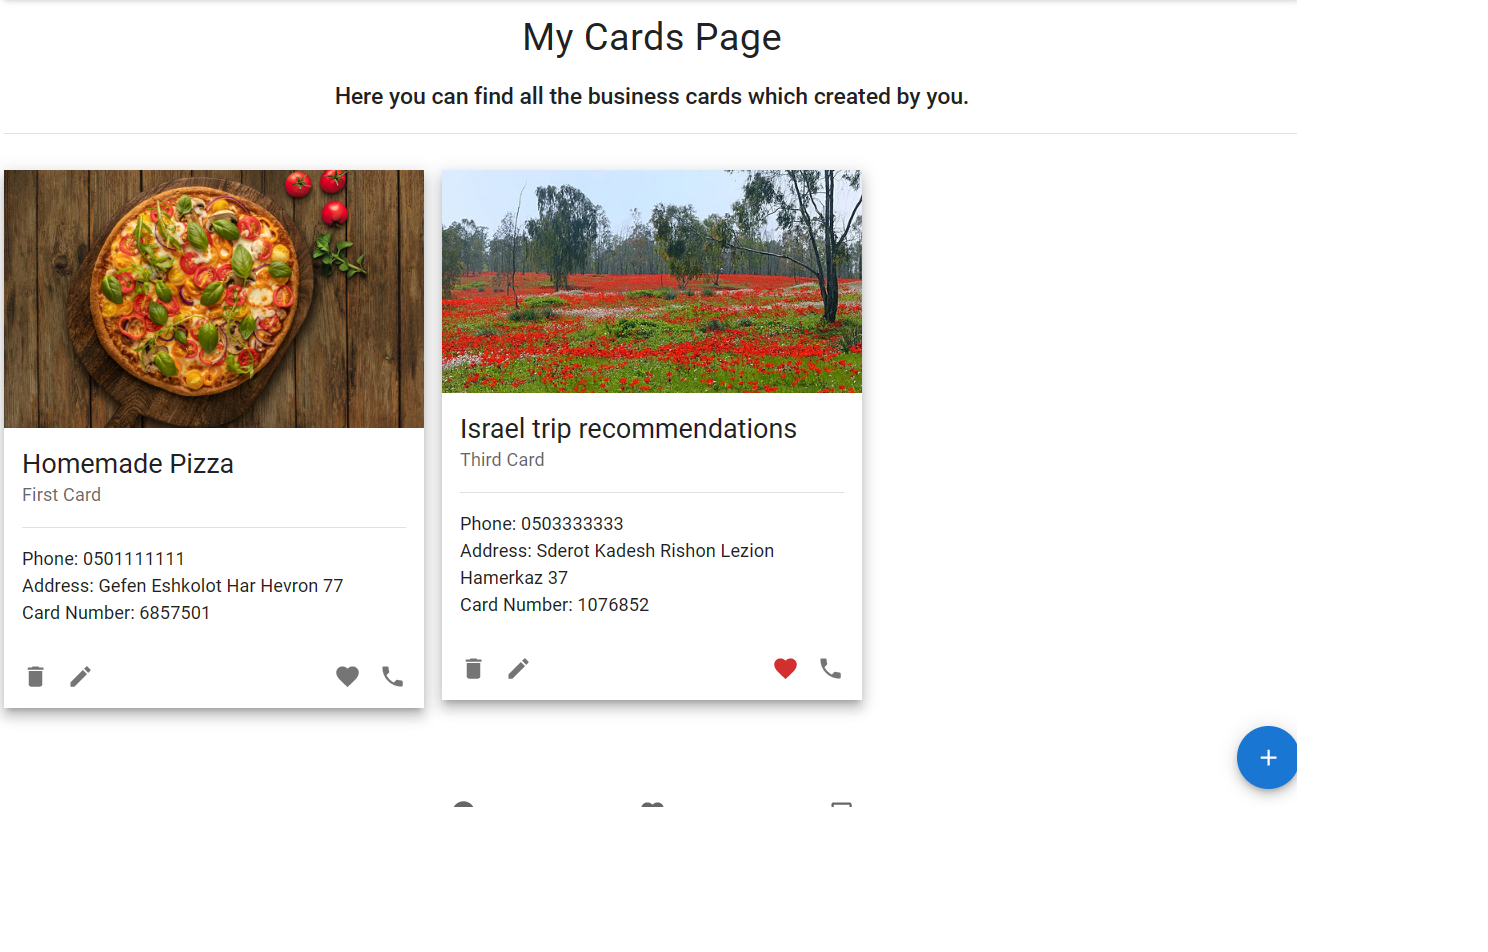 My Cards Page
Here you can find all the business cards which created by you.
Homemade Pizza
First Card
Phone: 0501111111
Address: Gefen Eshkolot Har Hevron 77
Card Number: 6857501
Israel trip recommendations
Third Card
Phone: 0503333333
Address: Sderot Kadesh Rishon Lezion
Hamerkaz 37
Card Number: 1076852